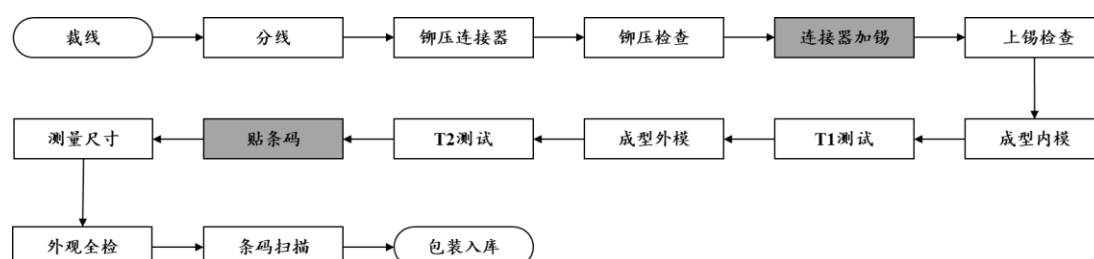 裁线
分线
铆压连接器
铆压检查
连接器加锡
上锡检查
测量尺寸
贴条码
T2测试
成型外模
T1测试
成型内模
外观全检
条码扫描
包装入库